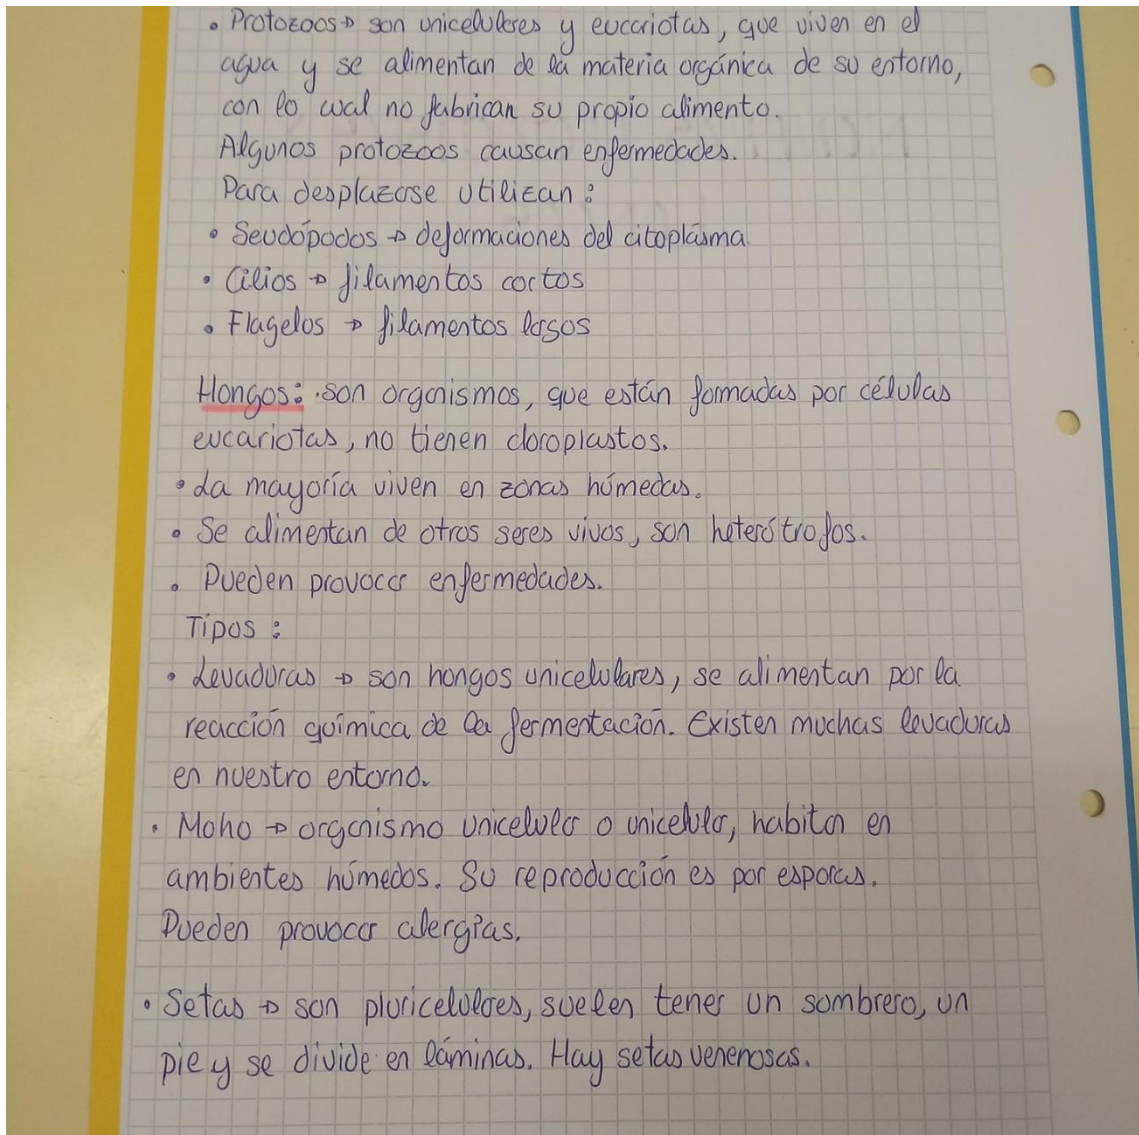 • Protozoos → son unicelulares y eucariotas, que viven en el
agua y se alimentan de la materia orgánica de su entorno,
con lo cual no fabrican su propio alimento.
Algunos protozoos causan enfermedades.
Para desplazarse utilizan:
• Seudópodos → deformaciones del citoplásma
• Cilios → filamentos cortos
• Flagelos → filamentos largos
Hongos: son organismos, que están formadas por células
eucariotas, no tienen cloroplastos.
• La mayoría viven en zonas húmedas.
• Se alimentan de otros seres vivos, son heterótrofos.
• Pueden provocar enfermedades.
Tipos:
• Levaduras → son hongos unicelulares, se alimentan por la
reacción química de la fermentación. Existen muchas levaduras
en nuestro entorno.
• Moho → organismo unicelular o unicelular, habitan en
ambientes húmedos. Su reproducción es por esporas.
Pueden provocar alergias.
• Setas → son pluricelulares, suelen tener un sombrero, un
pie y se divide en láminas. Hay setas venenosas.